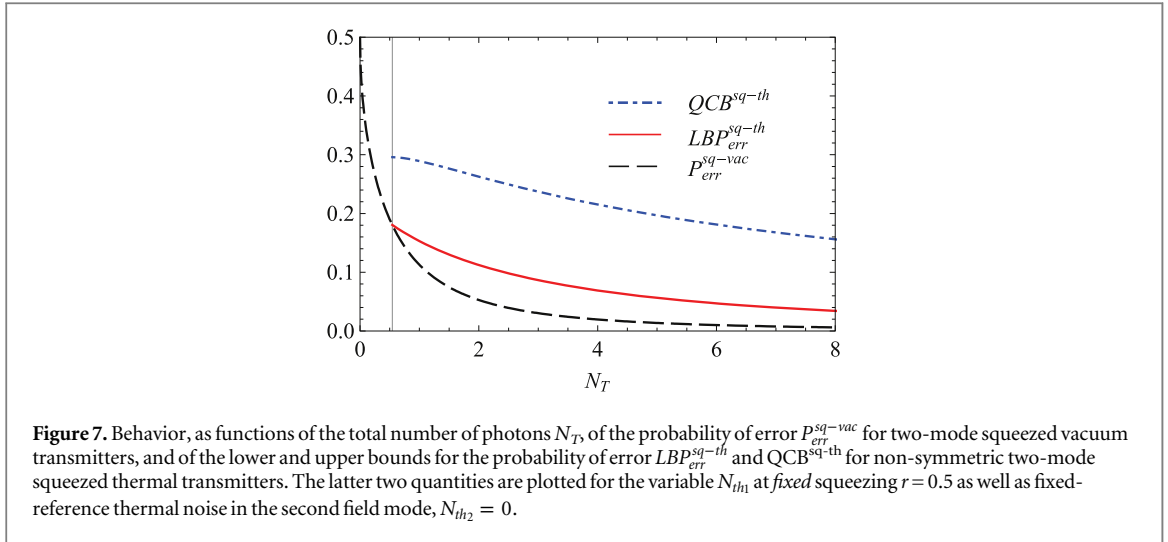 0.5
0.4
0.3
0.2
0.1
0.0
QCB^{sq-th}
LBP_{err}^{sq-th}
P_{err}^{sq-vac}
0 2 4 6 8
N_T
Figure 7. Behavior, as functions of the total number of photons N_T, of the probability of error P_{err}^{sq-vac} for two-mode squeezed vacuum
transmitters, and of the lower and upper bounds for the probability of error LBP_{err}^{sq-th} and QCB^{sq-th} for non-symmetric two-mode
squeezed thermal transmitters. The latter two quantities are plotted for the variable N_{th_1} at fixed squeezing r = 0.5 as well as fixed-
reference thermal noise in the second field mode, N_{th_2} = 0.